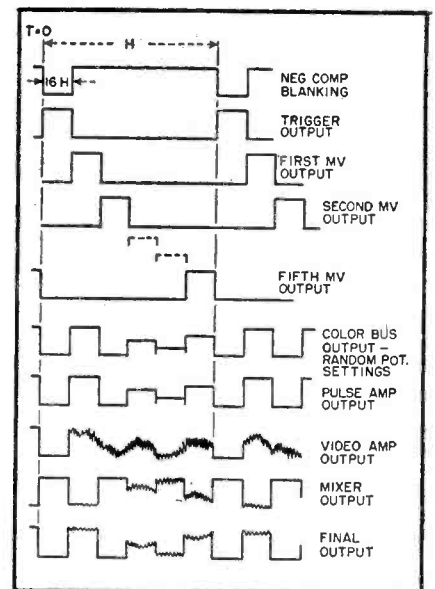 T=0
H
.16H
NEG COMP
BLANKING
TRIGGER
OUTPUT
FIRST MV
OUTPUT
SECOND MV
OUTPUT
FIFTH MV
OUTPUT
COLOR BUS
OUTPUT –
RANDOM POT.
SETTINGS
PULSE AMP
OUTPUT
VIDEO AMP
OUTPUT
MIXER
OUTPUT
FINAL
OUTPUT